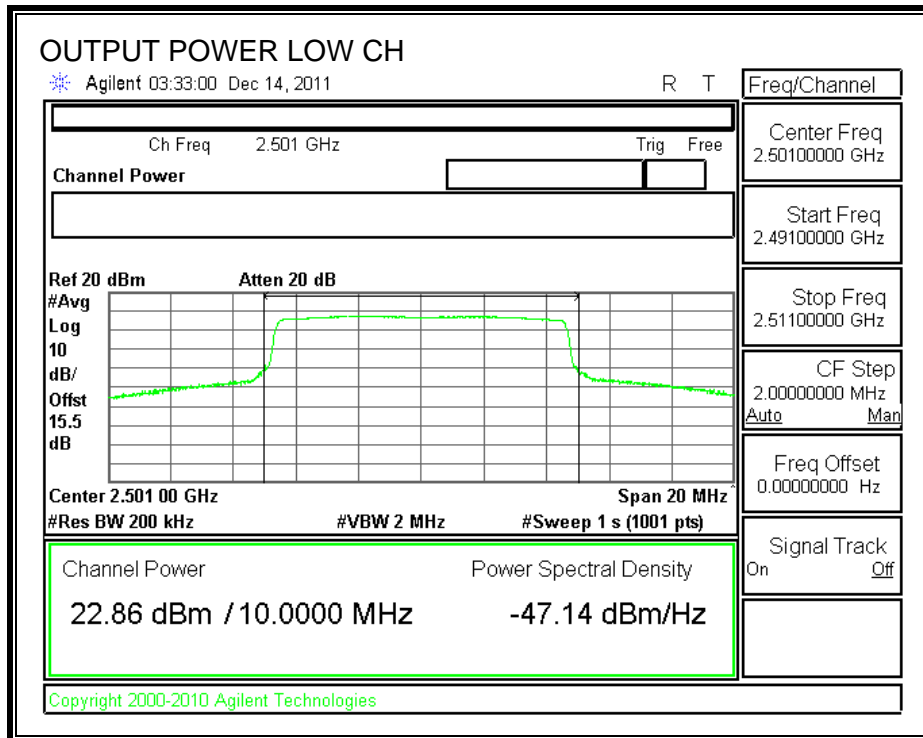 OUTPUT POWER LOW CH
Agilent 03:33:00 Dec 14, 2011 R T
Freq/Channel
Ch Freq 2.501 GHz Trig Free
Channel Power
Center Freq
2.50100000 GHz
Start Freq
2.49100000 GHz
Stop Freq
2.51100000 GHz
CF Step
2.00000000 MHz
Auto Man
Freq Offset
0.00000000 Hz
Signal Track
On Off
Ref 20 dBm Atten 20 dB
#Avg
Log
10
dB/
Offst
15.5
dB
Center 2.501 00 GHz Span 20 MHz
#Res BW 200 kHz #VBW 2 MHz #Sweep 1 s (1001 pts)
Channel Power Power Spectral Density
22.86 dBm / 10.0000 MHz -47.14 dBm/Hz
Copyright 2000-2010 Agilent Technologies